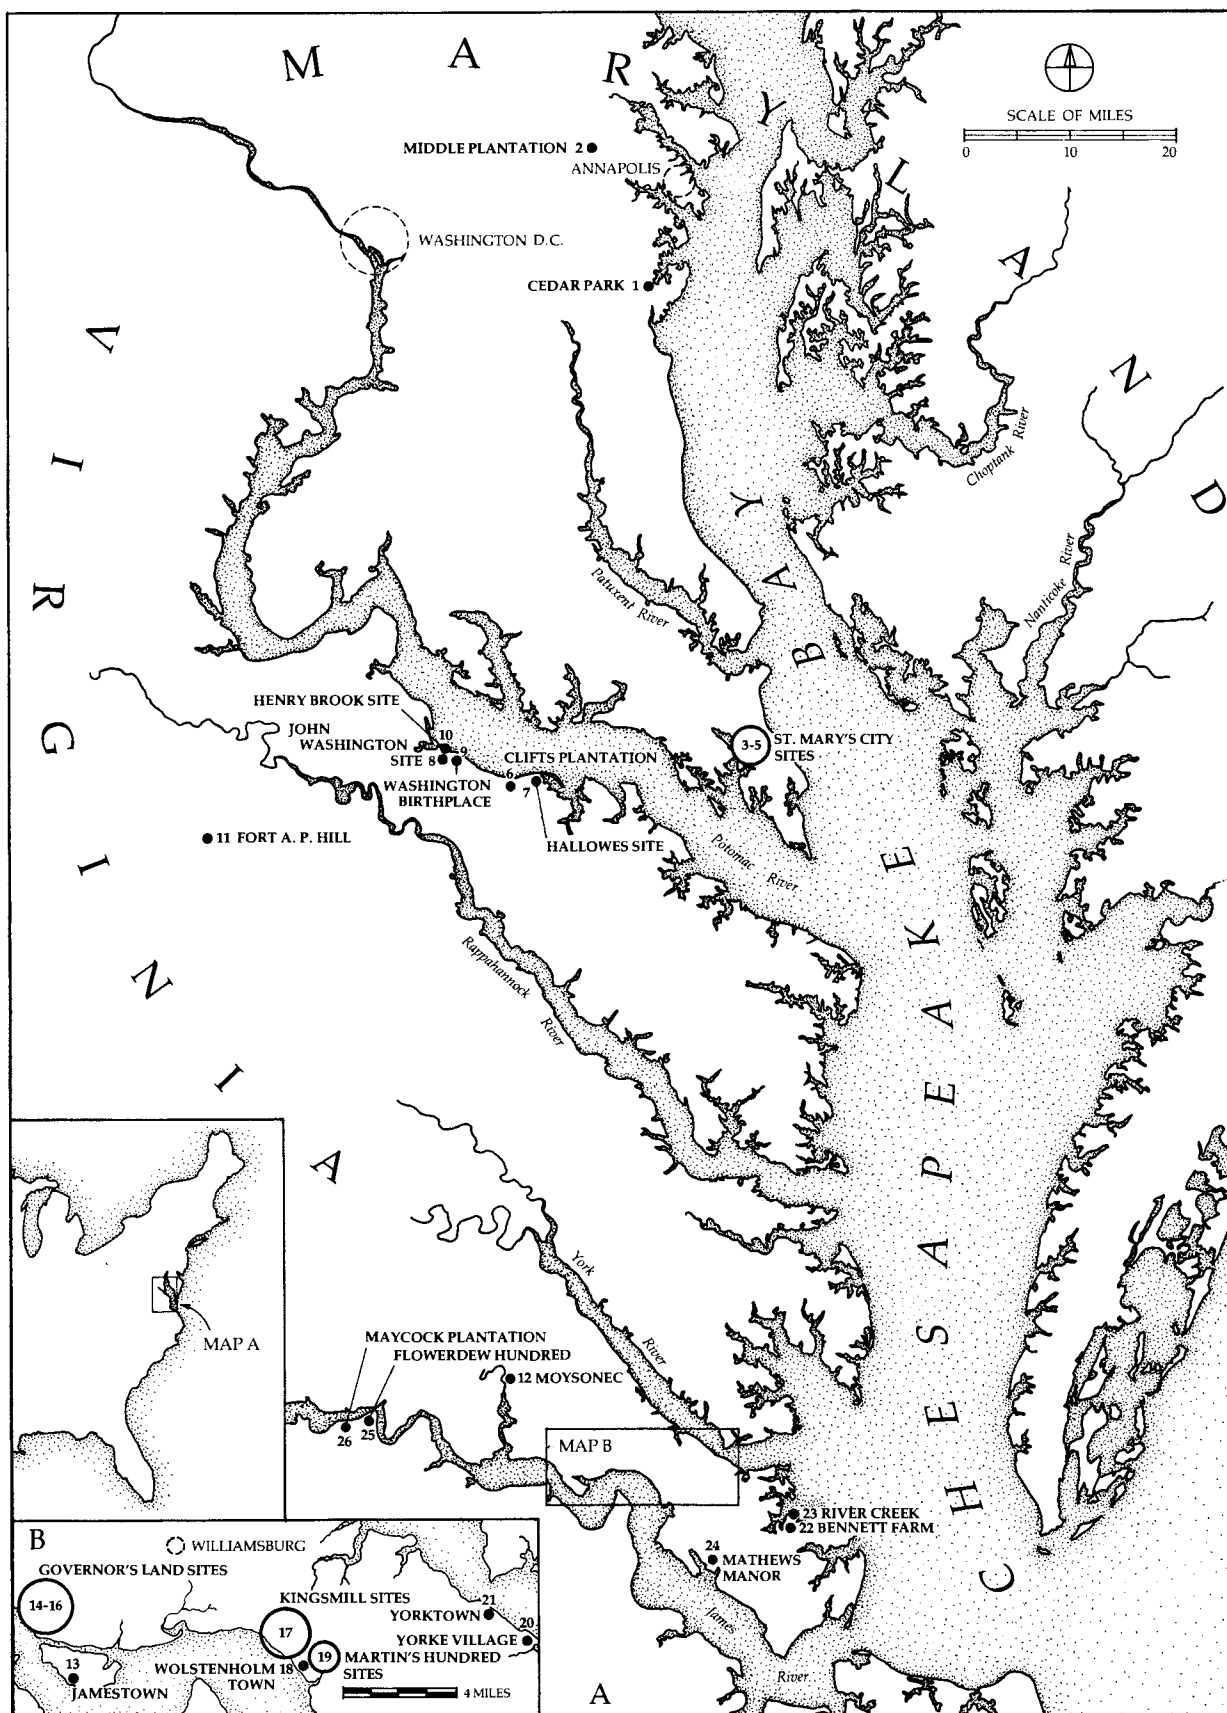 MARYLAND
SCALE OF MILES
0 10 20
MIDDLE PLANTATION 2
ANNAPOLIS
WASHINGTON D.C.
CEDAR PARK 1
VIRGINIA
Choptank River
Nanticoke River
Patuxent River
CHESAPEAKE BAY
HENRY BROOK SITE
10
JOHN
WASHINGTON
SITE 8
9
WASHINGTON
BIRTHPLACE
CLIFTS PLANTATION
6
7
HALLOWES SITE
3-5
ST. MARY'S CITY
SITES
11 FORT A. P. HILL
Potomac River
Rappahannock River
York River
MAP A
MAYCOCK PLANTATION
FLOWERDEW HUNDRED
12 MOYSONEC
26
25
MAP B
23 RIVER CREEK
22 BENNETT FARM
24
MATHEWS
MANOR
James River
A
B
WILLIAMSBURG
GOVERNOR'S LAND SITES
14-16
KINGSMILL SITES
17
21
YORKTOWN
20
YORKE VILLAGE
19
MARTIN'S HUNDRED
SITES
WOLSTENHOLM 18
TOWN
13
JAMESTOWN
4 MILES